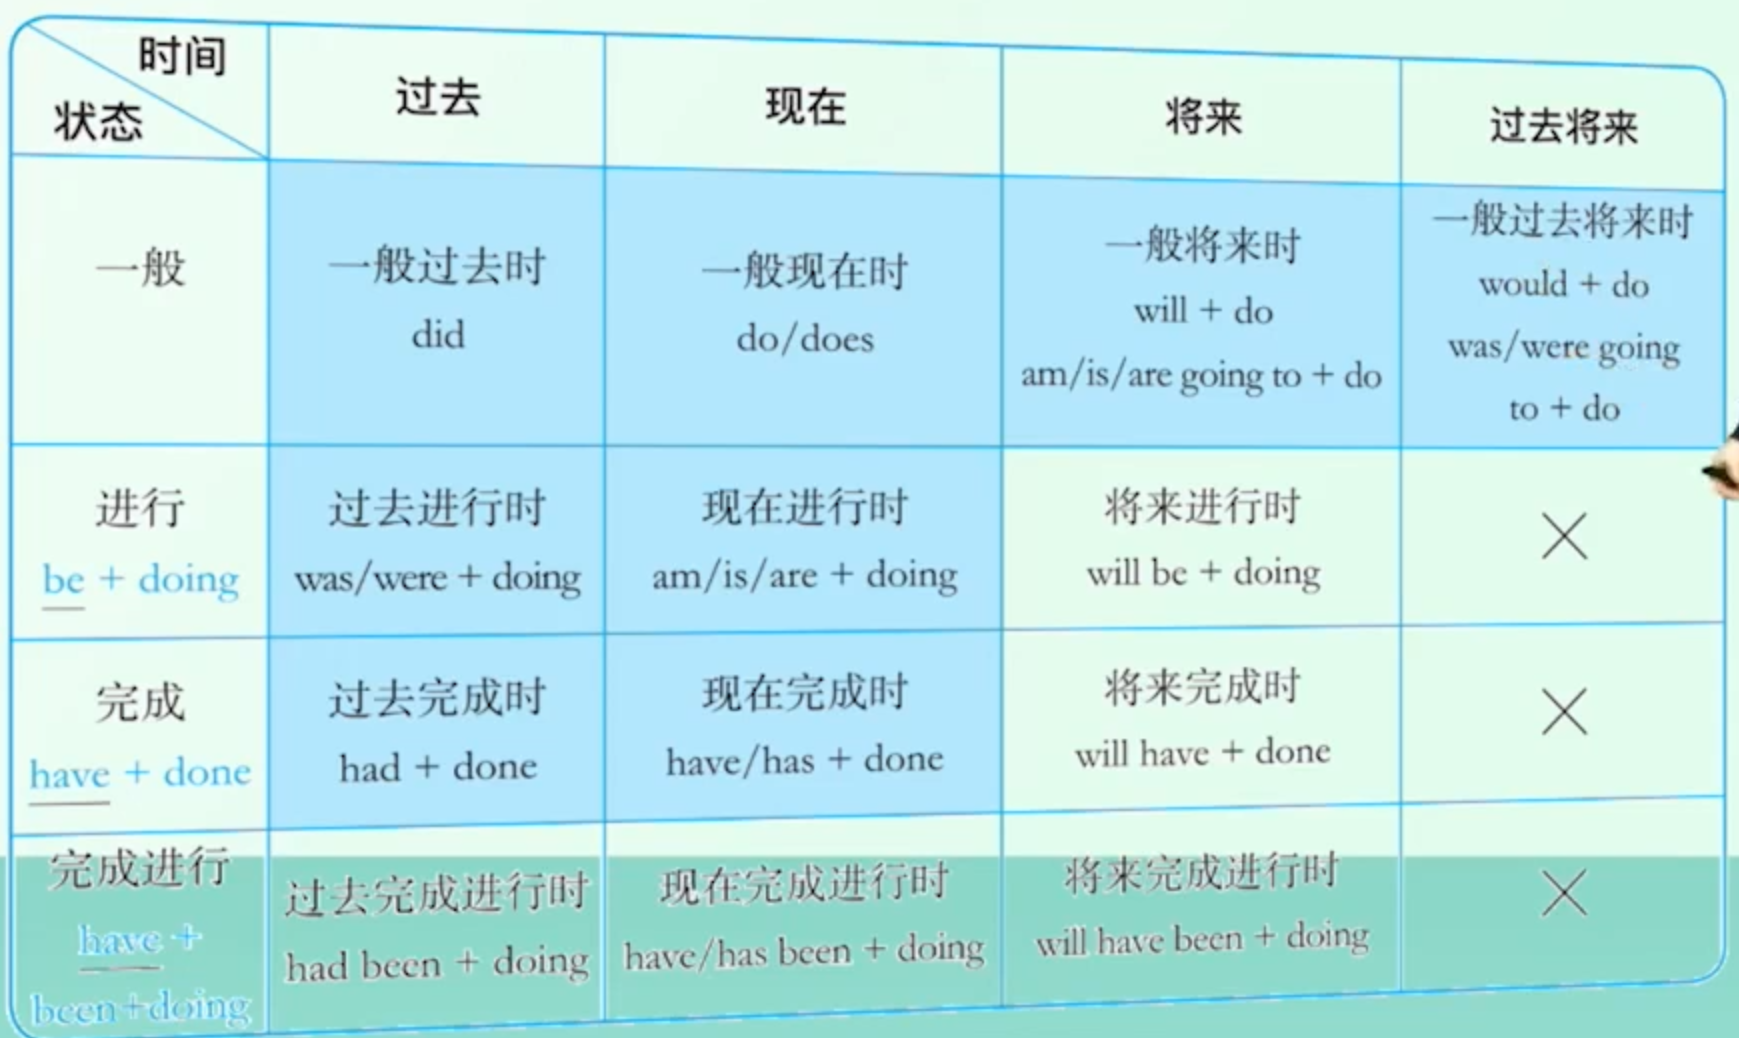 时间
状态
过去
现在
将来
过去将来
一般
一般过去时
did
一般现在时
do/does
一般将来时
will + do
am/is/are going to + do
一般过去将来时
would + do
was/were going
to + do
进行
be + doing
过去进行时
was/were + doing
现在进行时
am/is/are + doing
将来进行时
will be + doing
×
完成
have + done
过去完成时
had + done
现在完成时
have/has + done
将来完成时
will have + done
×
完成进行
have +
been+doing
过去完成进行时
had been + doing
现在完成进行时
have/has been + doing
将来完成进行时
will have been + doing
×